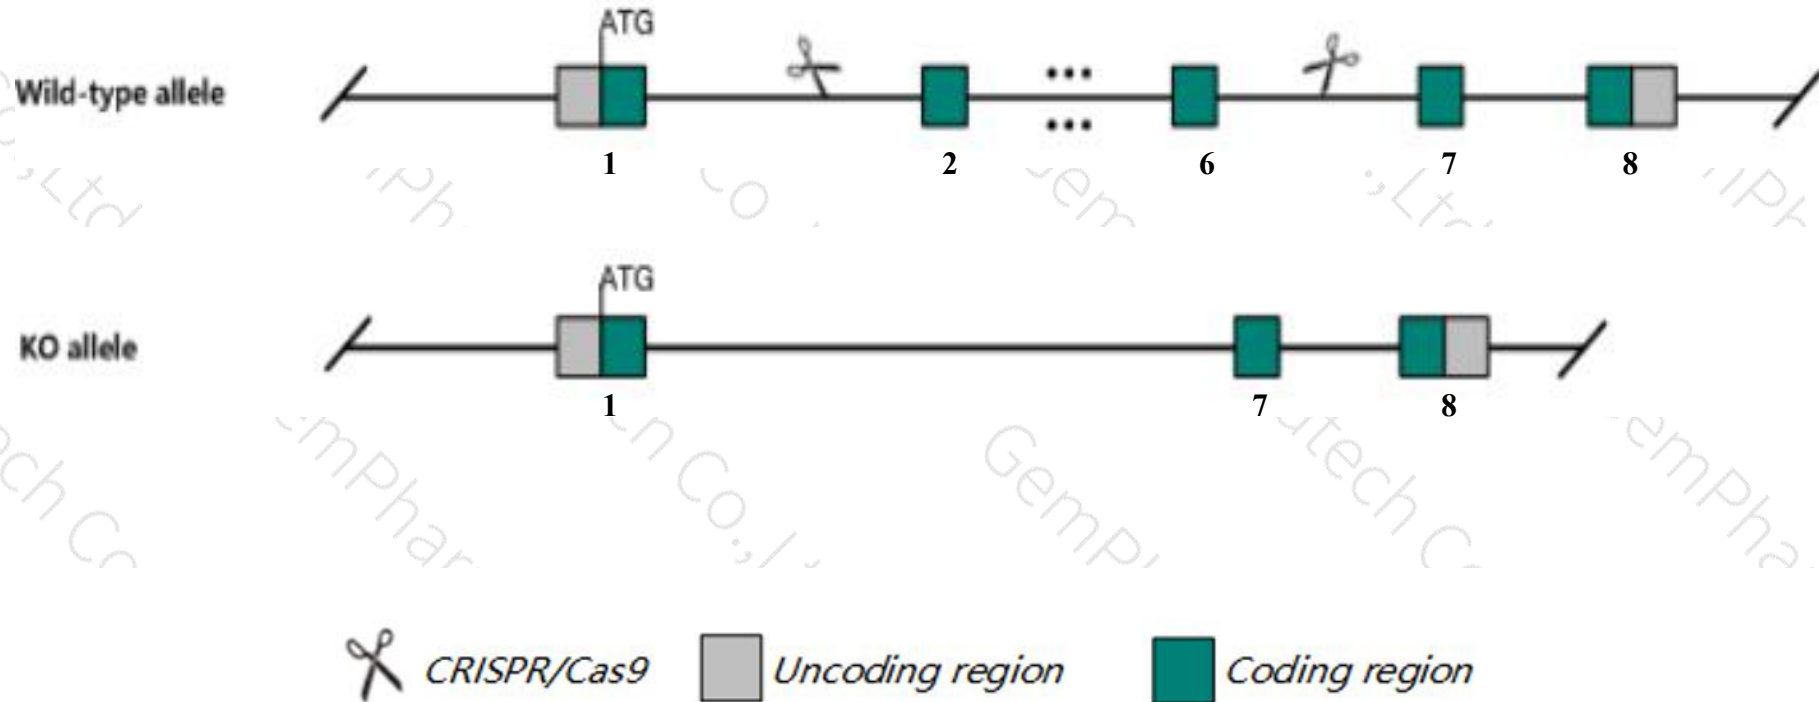 ATG
Wild-type allele
1 2 6 7 8
ATG
KO allele
1 7 8
CRISPR/Cas9 Uncoding region Coding region